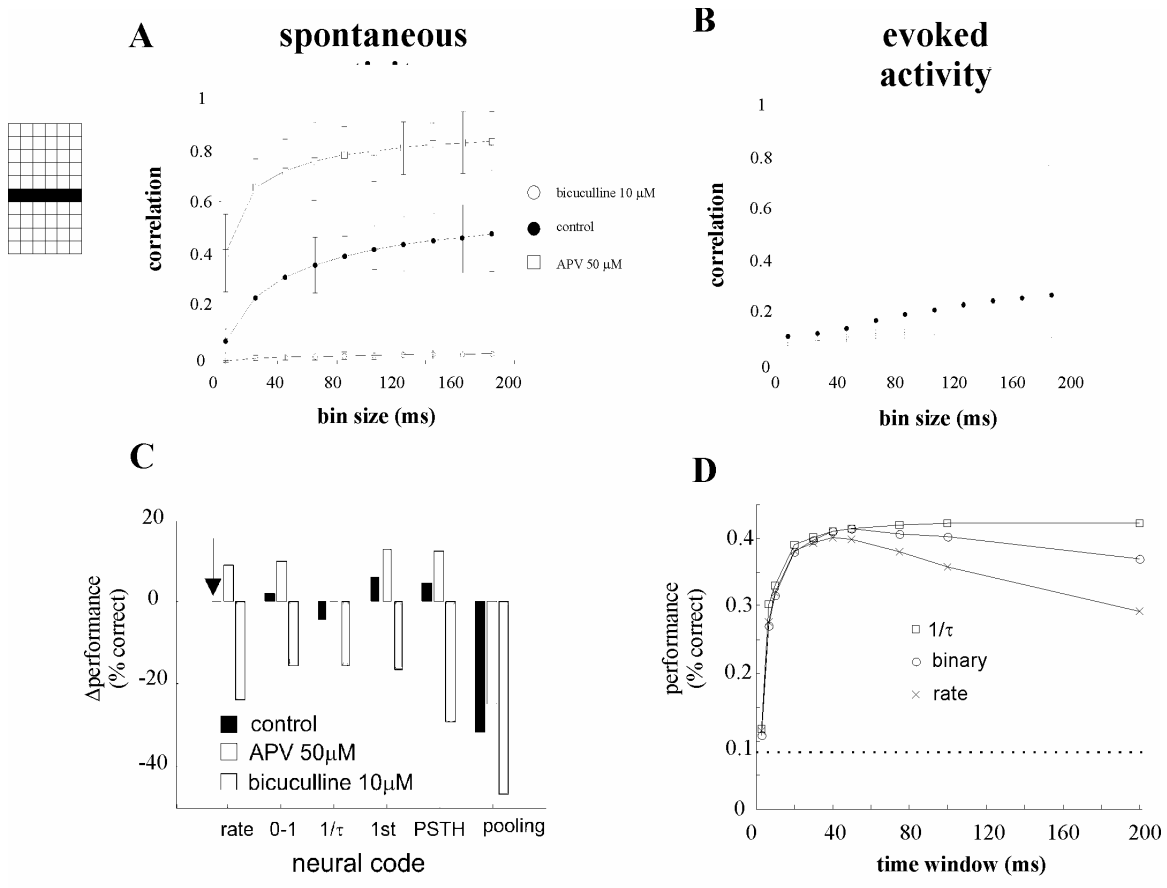 A
spontaneous
1
0.8
0.6
0.4
0.2
0
correlation
0
40
80
120
160
200
bin size (ms)
bicuculline 10 µM
control
APV 50 µM
B
evoked
activity
1
0.8
0.6
0.4
0.2
0
correlation
0
40
80
120
160
200
bin size (ms)
C
20
0
-20
-40
Δperformance
(% correct)
control
APV 50µM
bicuculline 10µM
rate
0-1
1/τ
1st
PSTH
pooling
neural code
D
0.4
0.3
0.4
0.1
0
performance
(% correct)
1/τ
binary
rate
0
40
80
120
160
200
time window (ms)